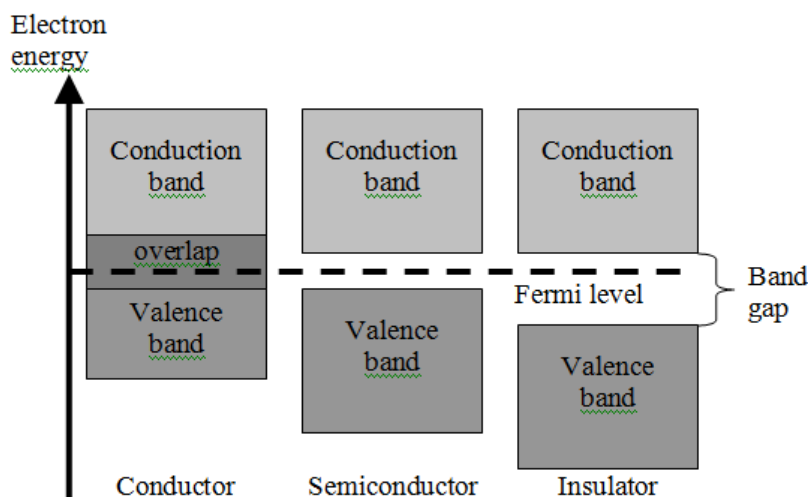 Electron
energy
Conduction
band
Conduction
band
Conduction
band
overlap
Fermi level
Band
gap
Valence
band
Valence
band
Valence
band
Conductor
Semiconductor
Insulator